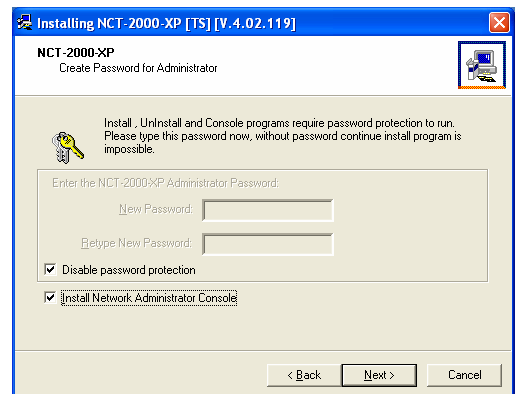 Installing NCT-2000-XP [TS] [V.4.02.119]
NCT-2000-XP
Create Password for Administrator
Install , UnInstall and Console programs require password protection to run.
Please type this password now, without password continue install program is
impossible.
Enter the NCT-2000-XP Administrator Password:
New Password:
Retype New Password:
Disable password protection
Install Network Administrator Console
< Back Next > Cancel